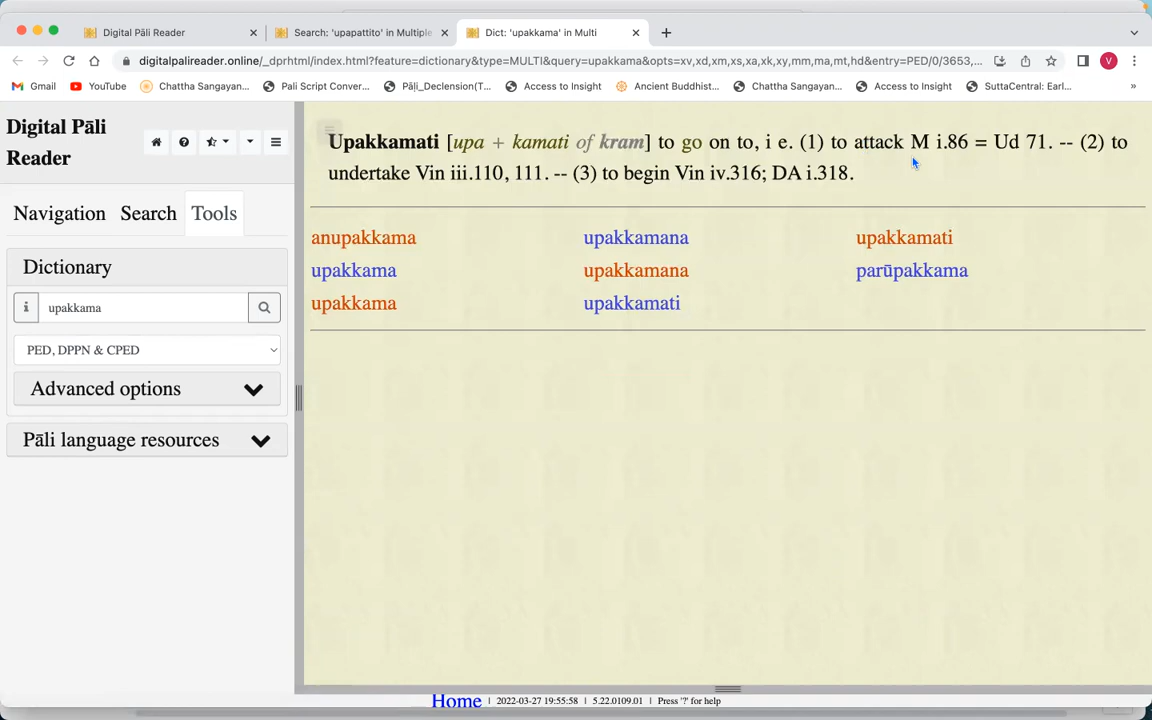 Digital Pāli Reader
Search: 'upapattito' in Multiple
Dict: 'upakkama' in Multi
digitalpalireader.online/_dprhtml/index.html?feature=dictionary&type=MULTI&query=upakkama&opts=xv,xd,xm,xs,xa,xk,xy,mm,ma,mt,hd&entry=PED/0/3653,...
V
Gmail
YouTube
Chattha Sangayan...
Pali Script Conver...
Pāḷi_Declension(T...
Access to Insight
Ancient Buddhist...
Chattha Sangayan...
Access to Insight
SuttaCentral: Earl...
»
Digital Pāli
Reader
Navigation Search Tools
Dictionary
i upakkama
PED, DPPN & CPED
Advanced options
Pāli language resources
Upakkamati [upa + kamati of kram] to go on to, i e. (1) to attack M i.86 = Ud 71. -- (2) to
undertake Vin iii.110, 111. -- (3) to begin Vin iv.316; DA i.318.
anupakkama upakkamana upakkamati
upakkama upakkamana parūpakkama
upakkama upakkamati
Home | 2022-03-27 19:55:58 | 5.22.0109.01 | Press '?' for help